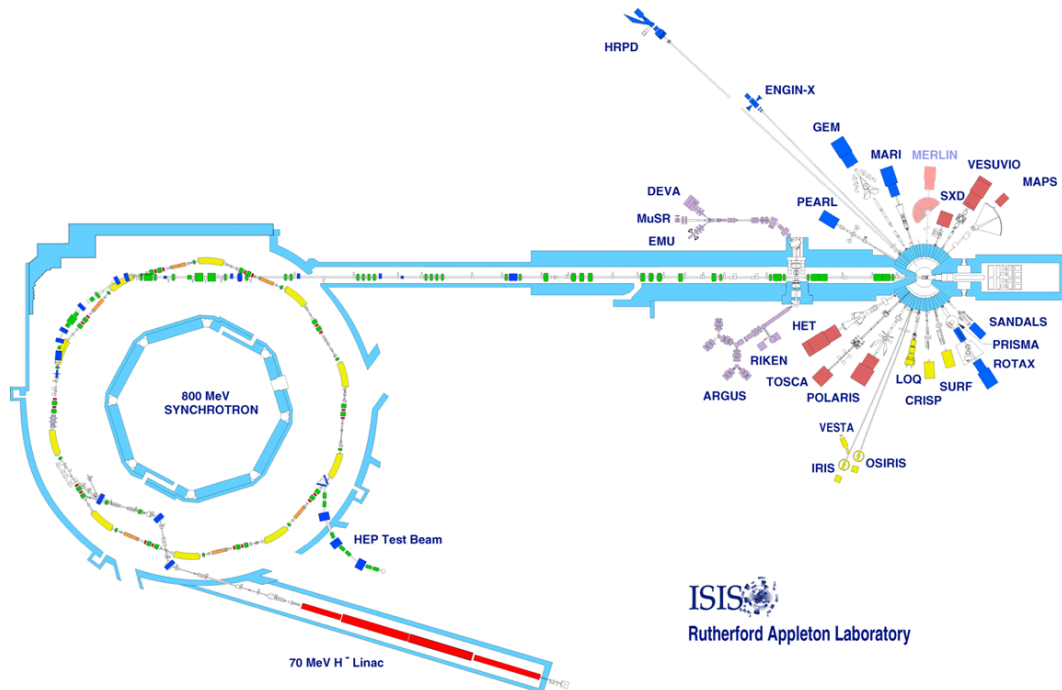 HRPD
ENGIN-X
GEM
MARI
MERLIN
VESUVIO
MAPS
SXD
DEVA
MuSR
EMU
PEARL
HET
RIKEN
ARGUS
TOSCA
POLARIS
LOQ
CRISP
SURF
SANDALS
PRISMA
ROTAX
VESTA
IRIS
OSIRIS
800 MeV
SYNCHROTRON
HEP Test Beam
70 MeV H⁻ Linac
ISIS
Rutherford Appleton Laboratory